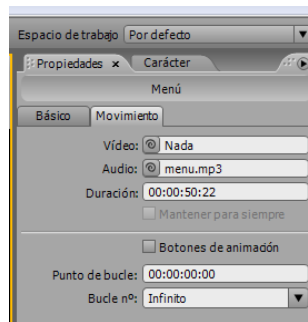 Espacio de trabajo Por defecto
Propiedades x Carácter
Menú
Básico Movimiento
Vídeo: Nada
Audio: menu.mp3
Duración: 00:00:50:22
Mantener para siempre
Botones de animación
Punto de bucle: 00:00:00:00
Bucle nº: Infinito